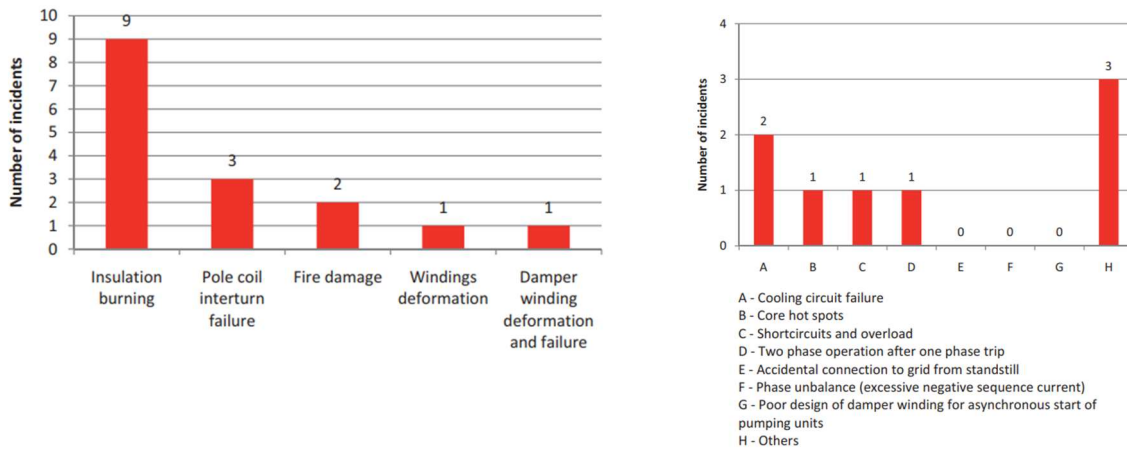 Number of incidents
10
9
8
7
6
5
4
3
2
1
0
9
3
2
1
1
Insulation
burning
Pole coil
interturn
failure
Fire damage
Windings
deformation
Damper
winding
deformation
and failure
Number of incidents
4
3
2
1
0
2
1
1
1
0
0
0
3
A
B
C
D
E
F
G
H
A - Cooling circuit failure
B - Core hot spots
C - Shortcircuits and overload
D - Two phase operation after one phase trip
E - Accidental connection to grid from standstill
F - Phase unbalance (excessive negative sequence current)
G - Poor design of damper winding for asynchronous start of
pumping units
H - Others